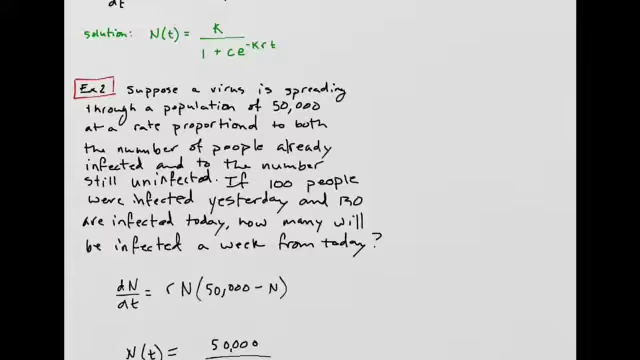 dt
solution: N(t) = K
1 + ce^-Krt
Ex 2 Suppose a virus is spreading
through a population of 50,000
at a rate proportional to both
the number of people already
infected and to the number
still uninfected. If 100 people
were infected yesterday and 130
are infected today, how many will
be infected a week from today?
dN/dt = rN(50,000 - N)
N(t) = 50,000